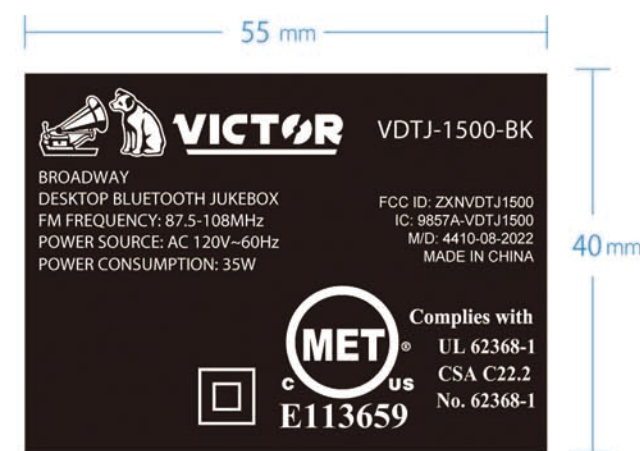 55 mm
VICTOR
VDTJ-1500-BK
BROADWAY
DESKTOP BLUETOOTH JUKEBOX
FM FREQUENCY: 87.5-108MHz
POWER SOURCE: AC 120V~60Hz
POWER CONSUMPTION: 35W
FCC ID: ZXNVDTJ1500
IC: 9857A-VDTJ1500
M/D: 4410-08-2022
MADE IN CHINA
40 mm
MET®
C US
E113659
Complies with
UL 62368-1
CSA C22.2
No. 62368-1